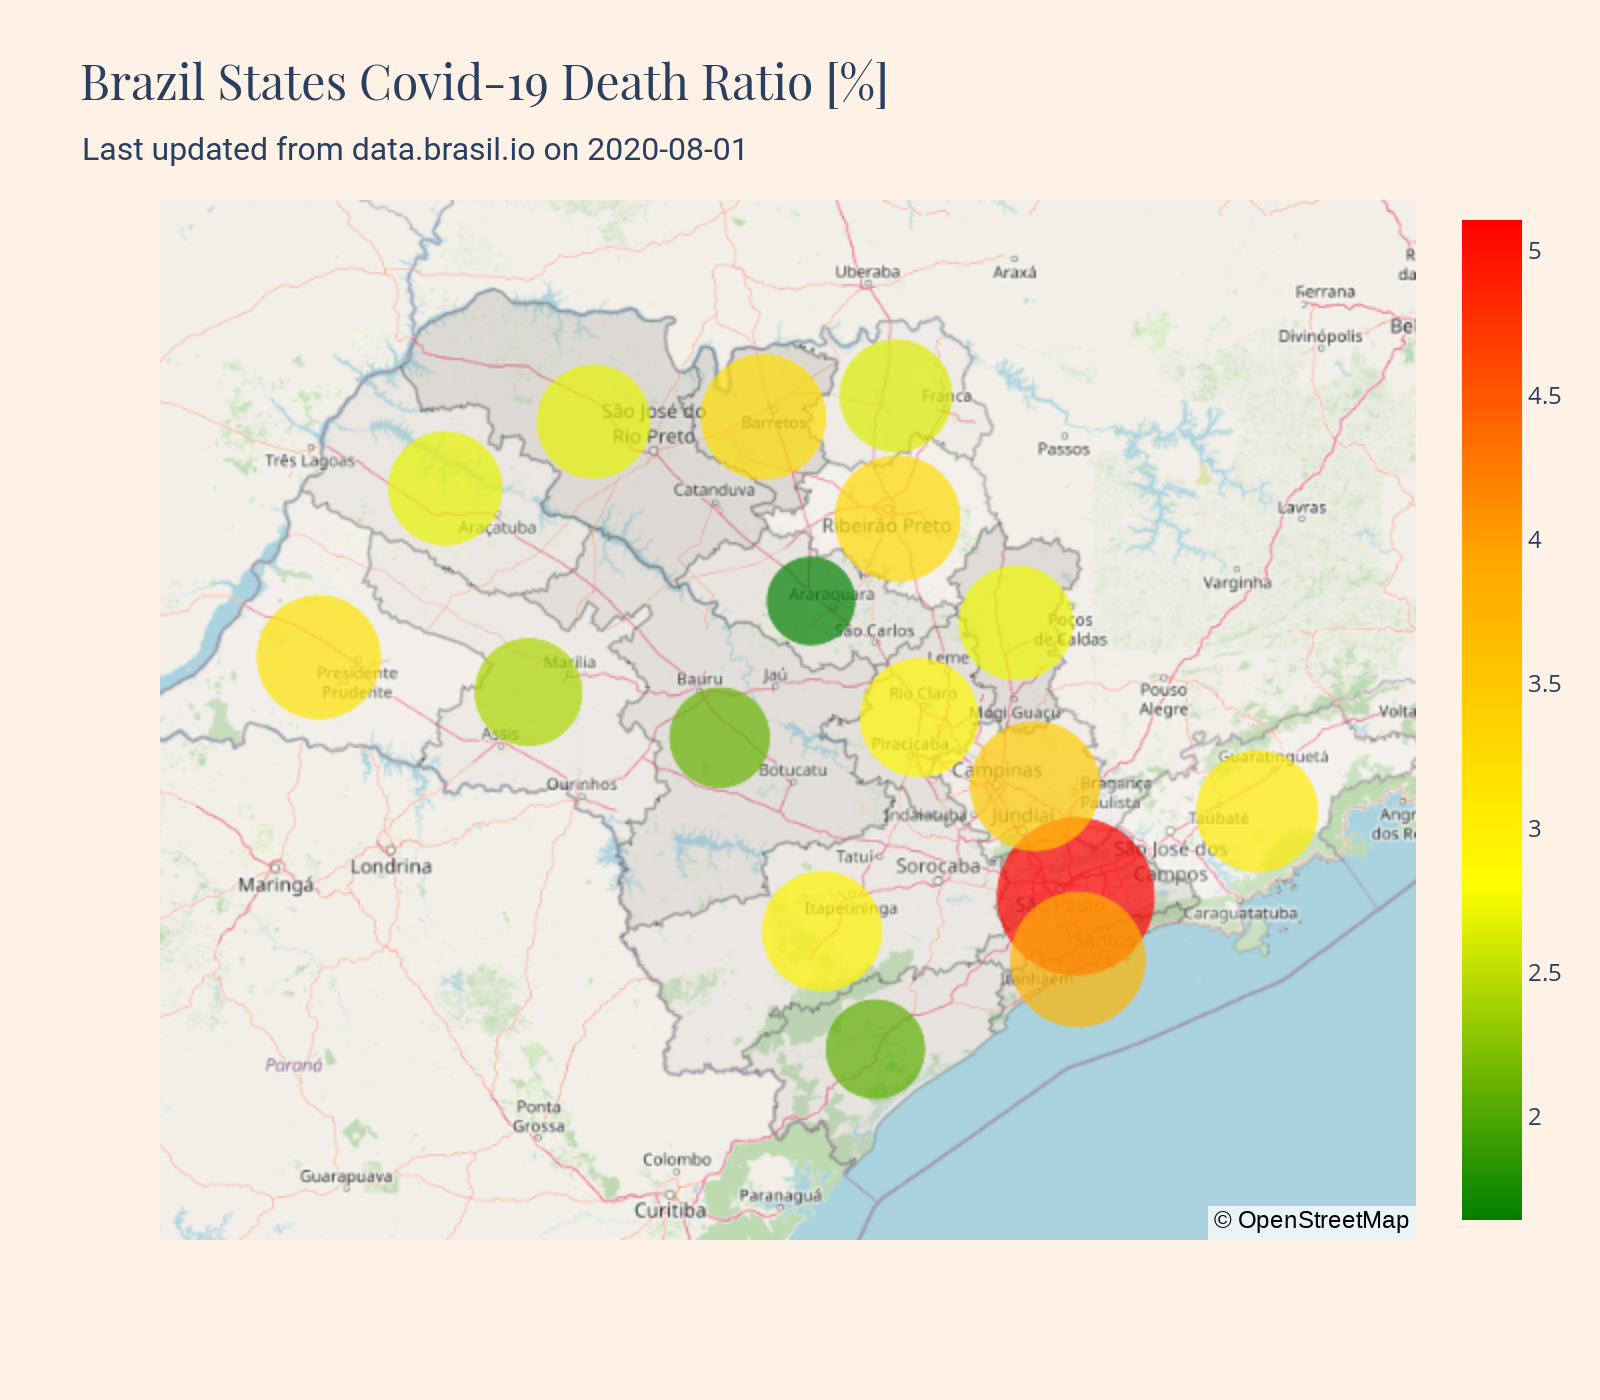 Brazil States Covid-19 Death Ratio [%]
Last updated from data.brasil.io on 2020-08-01
Uberaba
Araxá
R
da
Ferrana
Divinópolis
Bel
São José do
Rio Preto
Barretos
Franca
Passos
Três Lagoas
Catanduva
Araçatuba
Ribeirão Preto
Lavras
Varginha
Araraquara
São Carlos
Poços
de Caldas
Leme
Marília
Presidente
Prudente
Bauru
Jaú
Rio Claro
Mogi Guaçu
Pouso
Alegre
Volta
Assis
Piracicaba
Guaratinguetá
Ourinhos
Botucatu
Campinas
Bragança
Paulista
Indaiatuba
Jundiaí
Taubaté
Angr
dos Re
Londrina
Maringá
Tatuí
Sorocaba
São José dos
Campos
São Paulo
Itapetininga
Caraguatatuba
Santos
Itanhaém
Paraná
Ponta
Grossa
Colombo
Guarapuava
Paranaguá
Curitiba
© OpenStreetMap
5
4.5
4
3.5
3
2.5
2